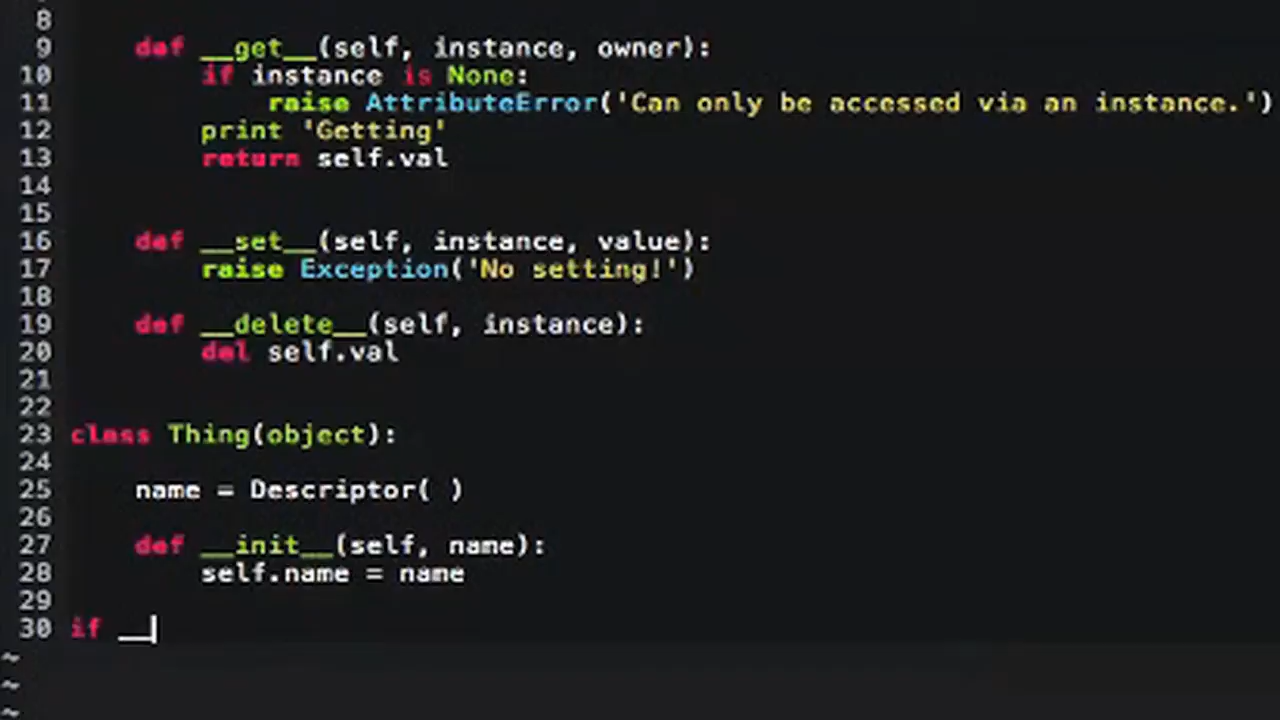 8
9 def __get__(self, instance, owner):
10 if instance is None:
11 raise AttributeError('Can only be accessed via an instance.')
12 print 'Getting'
13 return self.val
14
15
16 def __set__(self, instance, value):
17 raise Exception('No setting!')
18
19 def __delete__(self, instance):
20 del self.val
21
22
23 class Thing(object):
24
25 name = Descriptor( )
26
27 def __init__(self, name):
28 self.name = name
29
30 if __
~
~
~